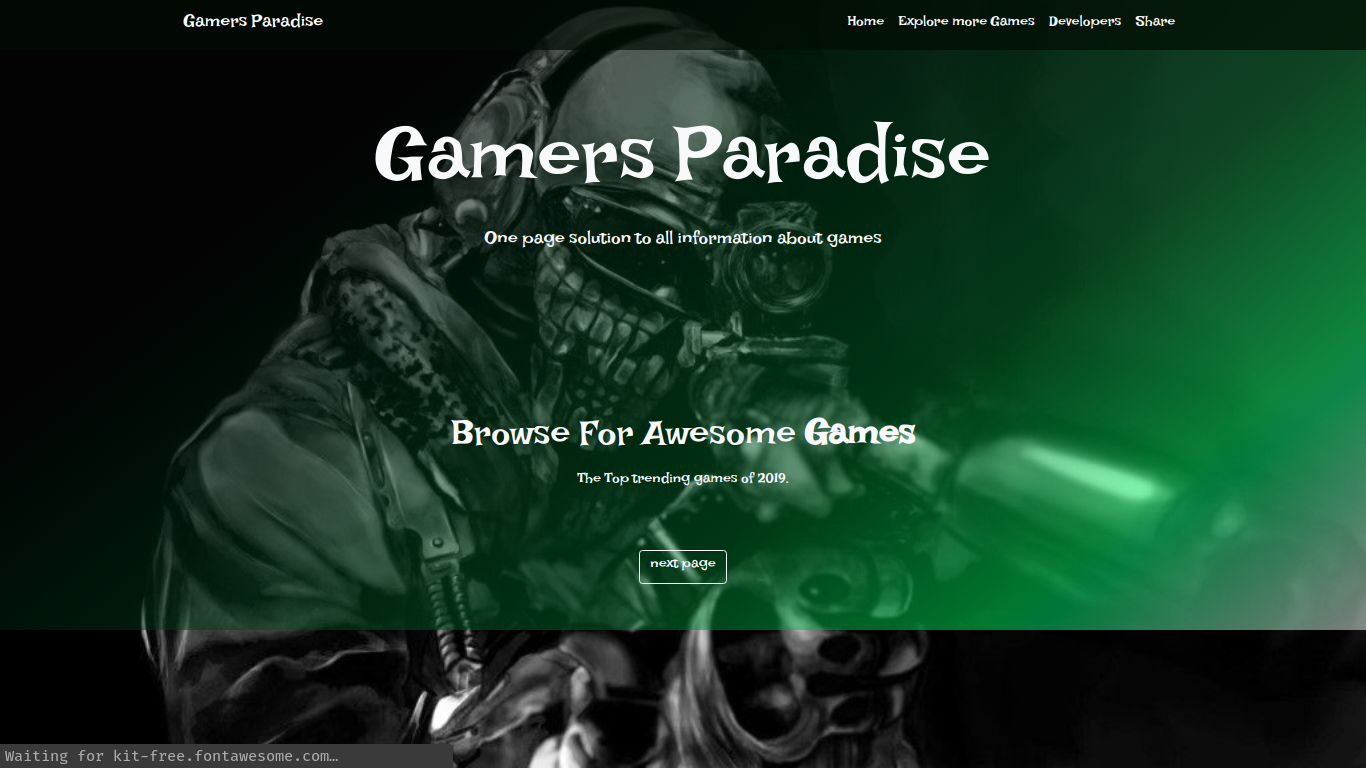 Gamers Paradise
Home Explore more Games Developers Share
Gamers Paradise
One page solution to all information about games
Browse For Awesome Games
The Top trending games of 2019.
next page
Waiting for kit-free.fontawesome.com…